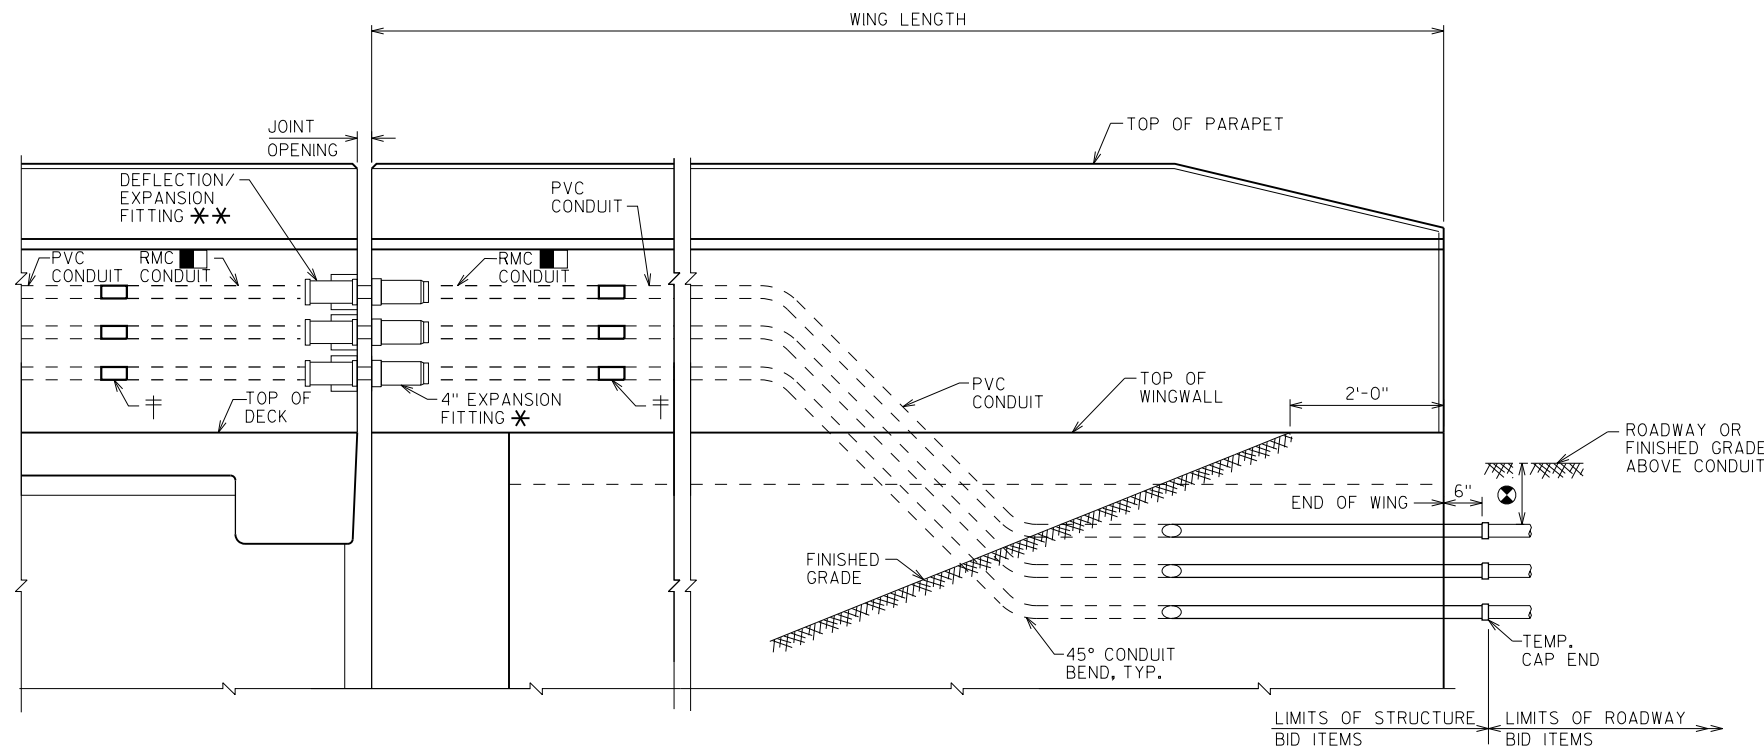 WING LENGTH
JOINT
OPENING
TOP OF PARAPET
DEFLECTION/
EXPANSION
FITTING **
PVC
CONDUIT
PVC
CONDUIT
RMC
CONDUIT
RMC
CONDUIT
TOP OF
DECK
4" EXPANSION
FITTING *
PVC
CONDUIT
TOP OF
WINGWALL
2'-0"
ROADWAY OR
FINISHED GRADE
ABOVE CONDUIT
END OF WING
6"
FINISHED
GRADE
45° CONDUIT
BEND, TYP.
TEMP.
CAP END
LIMITS OF STRUCTURE
BID ITEMS
LIMITS OF ROADWAY
BID ITEMS